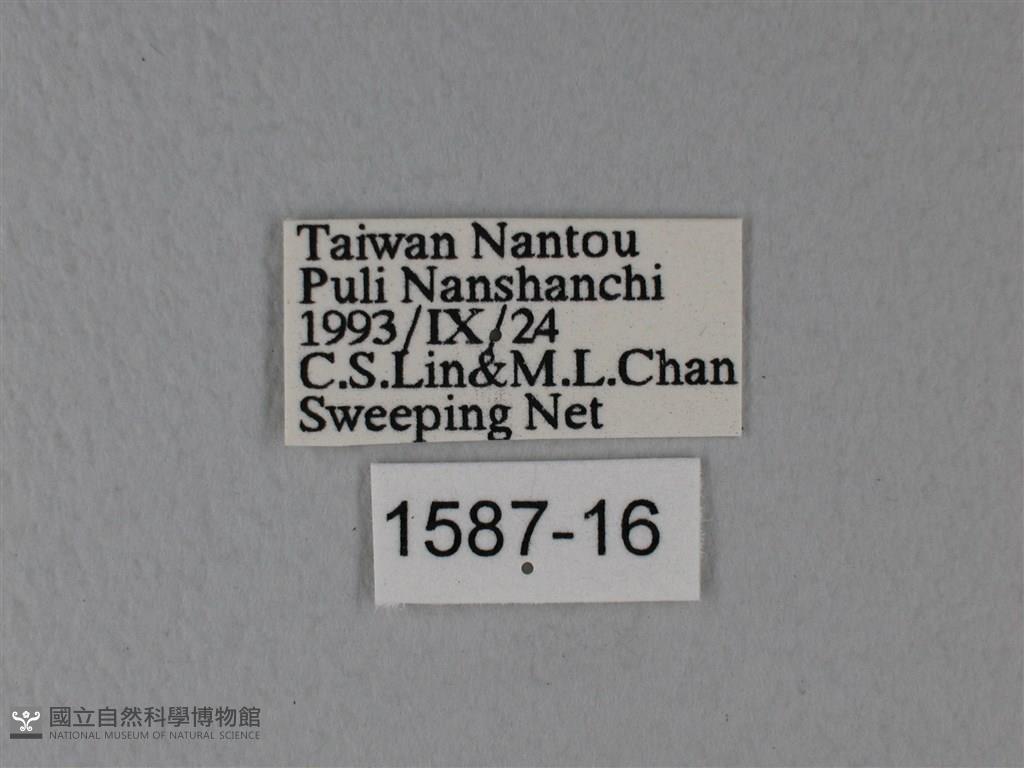 Taiwan Nantou
Puli Nanshanchi
1993/IX/24
C.S.Lin&M.L.Chan
Sweeping Net
1587-16
國立自然科學博物館
NATIONAL MUSEUM OF NATURAL SCIENCE